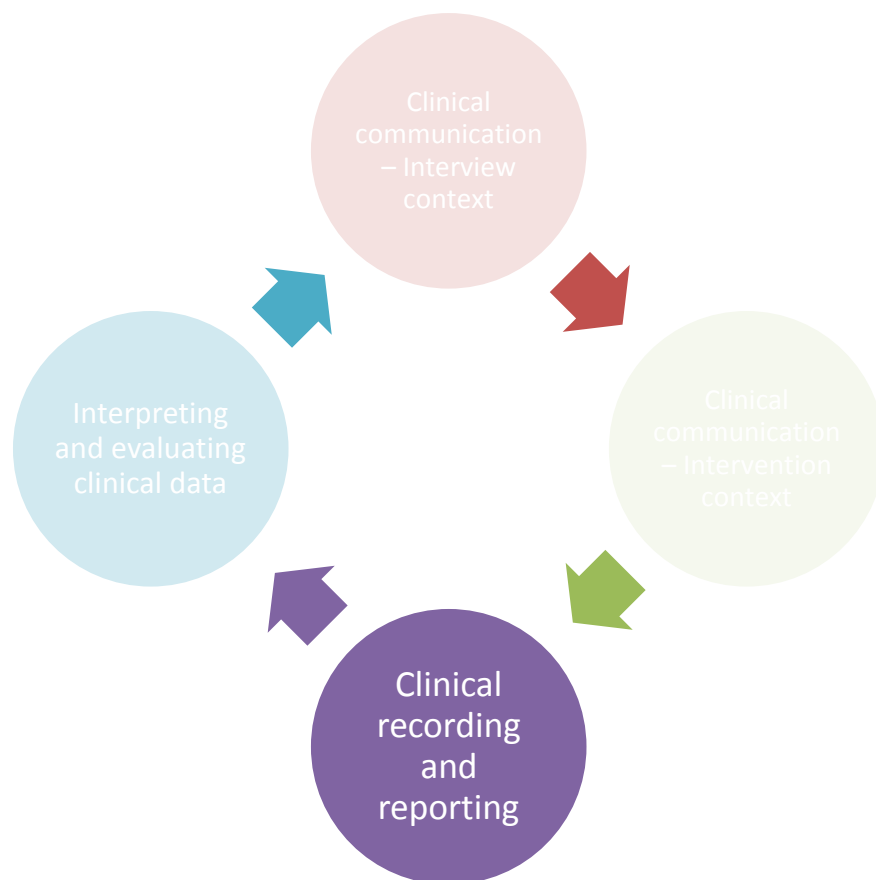 Clinical
communication
– Interview
context
Clinical
communication
– Intervention
context
Clinical
recording
and
reporting
Interpreting
and evaluating
clinical data